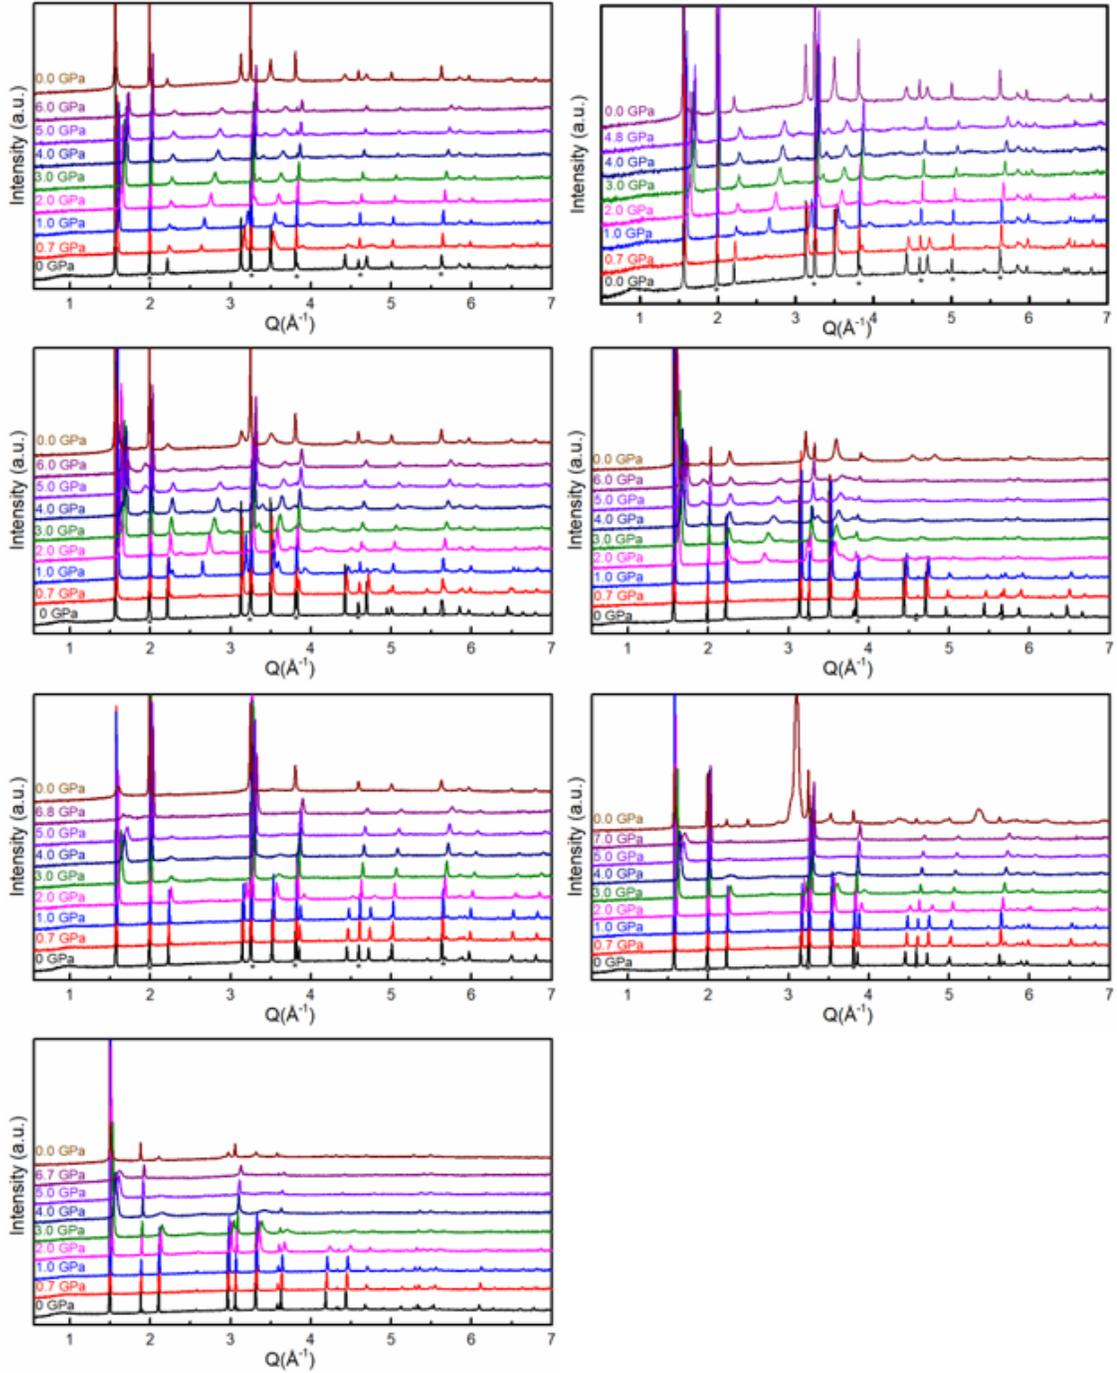 Intensity (a.u.)
0.0 GPa
6.0 GPa
5.0 GPa
4.0 GPa
3.0 GPa
2.0 GPa
1.0 GPa
0.7 GPa
0 GPa
* * * *
1 2 3 4 5 6 7
Q(Å⁻¹)
Intensity (a.u.)
0.0 GPa
4.8 GPa
4.0 GPa
3.0 GPa
2.0 GPa
1.0 GPa
0.7 GPa
0.0 GPa
* * * * * *
1 2 3 4 5 6 7
Q(Å⁻¹)
Intensity (a.u.)
0.0 GPa
6.0 GPa
5.0 GPa
4.0 GPa
3.0 GPa
2.0 GPa
1.0 GPa
0.7 GPa
0 GPa
1 2 3 4 5 6 7
Q(Å⁻¹)
Intensity (a.u.)
0.0 GPa
6.0 GPa
5.0 GPa
4.0 GPa
3.0 GPa
2.0 GPa
1.0 GPa
0.7 GPa
0 GPa
1 2 3 4 5 6 7
Q(Å⁻¹)
Intensity (a.u.)
0.0 GPa
6.8 GPa
5.0 GPa
4.0 GPa
3.0 GPa
2.0 GPa
1.0 GPa
0.7 GPa
0 GPa
1 2 3 4 5 6 7
Q(Å⁻¹)
Intensity (a.u.)
0.0 GPa
7.0 GPa
5.0 GPa
4.0 GPa
3.0 GPa
2.0 GPa
1.0 GPa
0.7 GPa
0 GPa
1 2 3 4 5 6 7
Q(Å⁻¹)
Intensity (a.u.)
0.0 GPa
6.7 GPa
5.0 GPa
4.0 GPa
3.0 GPa
2.0 GPa
1.0 GPa
0.7 GPa
0 GPa
1 2 3 4 5 6 7
Q(Å⁻¹)